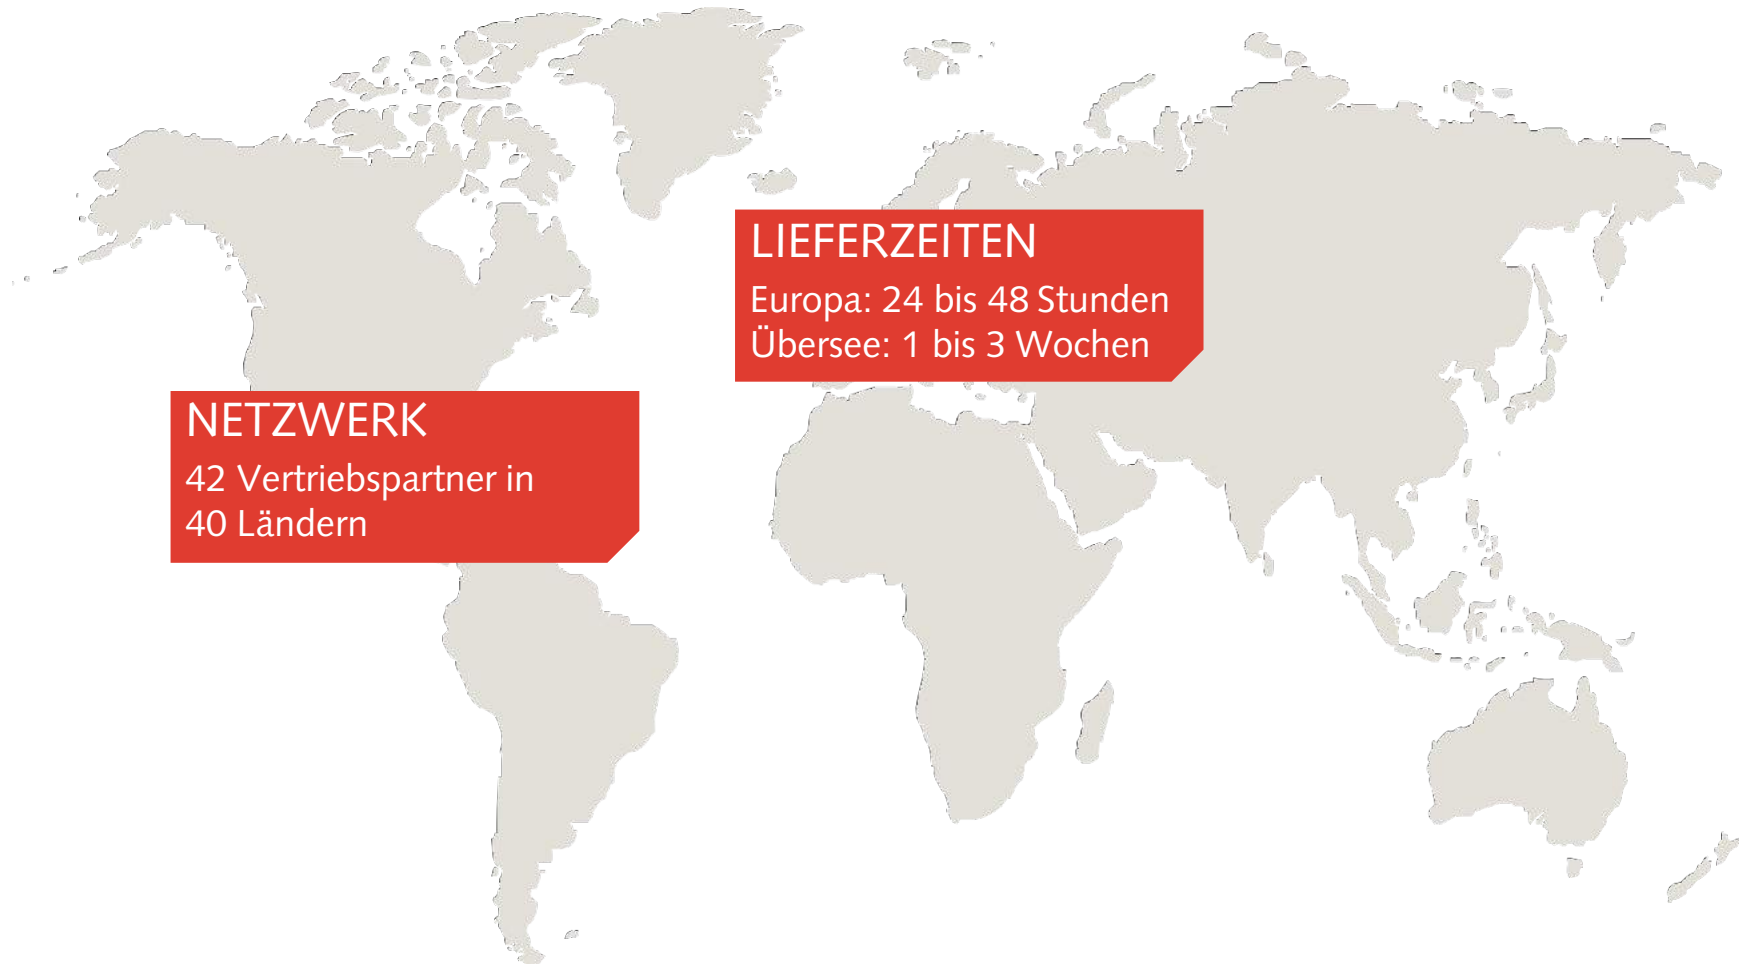 LIEFERZEITEN
Europa: 24 bis 48 Stunden
Übersee: 1 bis 3 Wochen
NETZWERK
42 Vertriebspartner in
40 Ländern